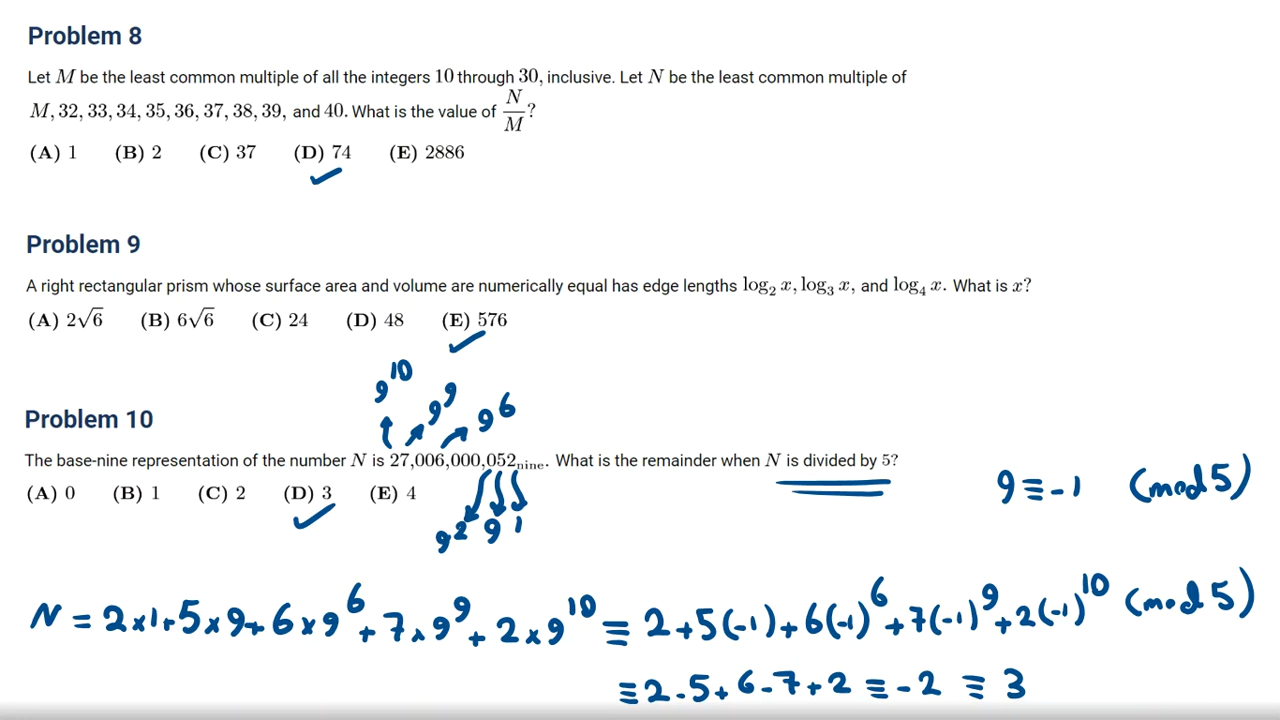 Problem 8
Let M be the least common multiple of all the integers 10 through 30, inclusive. Let N be the least common multiple of
M, 32, 33, 34, 35, 36, 37, 38, 39, and 40. What is the value of N/M?
(A) 1 (B) 2 (C) 37 (D) 74 (E) 2886
Problem 9
A right rectangular prism whose surface area and volume are numerically equal has edge lengths log₂ x, log₃ x, and log₄ x. What is x?
(A) 2√6 (B) 6√6 (C) 24 (D) 48 (E) 576
9¹⁰ 9⁹ 9⁶
Problem 10
The base-nine representation of the number N is 27,006,000,052ₙᵢₙₑ. What is the remainder when N is divided by 5?
(A) 0 (B) 1 (C) 2 (D) 3 (E) 4
9 ≡ -1 (mod 5)
9² 9 1
N = 2×1+5×9+6×9⁶+7×9⁹+2×9¹⁰ ≡ 2+5(-1)+6(-1)⁶+7(-1)⁹+2(-1)¹⁰ (mod 5)
≡ 2-5+6-7+2 ≡ -2 ≡ 3